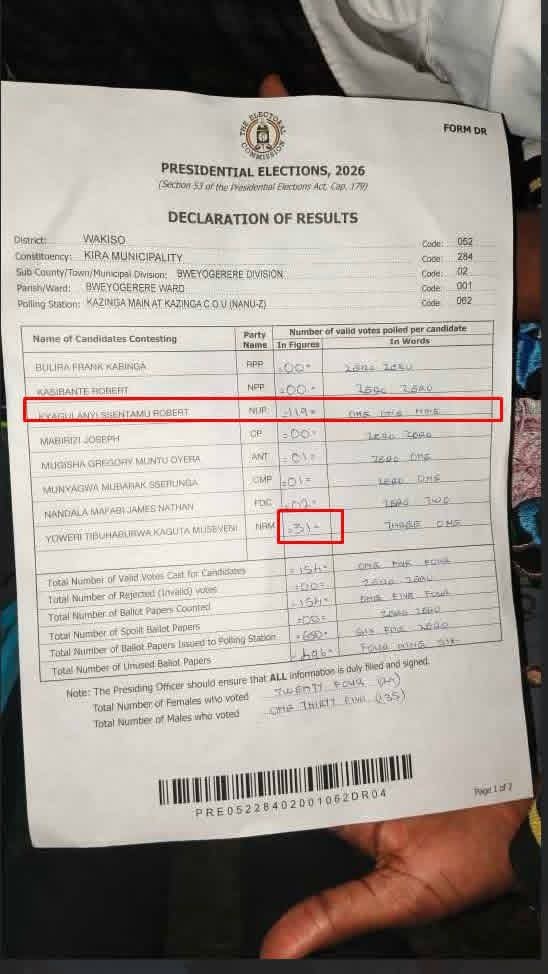 THE ELECTORAL COMMISSION
FORM DR
PRESIDENTIAL ELECTIONS, 2026
(Section 53 of the Presidential Elections Act, Cap. 179)
DECLARATION OF RESULTS
District: WAKISO Code: 052
Constituency: KIRA MUNICIPALITY Code: 284
Sub County/Town/Municipal Division: BWEYOGERERE DIVISION Code: 02
Parish/Ward: BWEYOGERERE WARD Code: 001
Polling Station: KAZINGA MAIN AT KAZINGA C.O.U (NANU-Z) Code: 062
Name of Candidates Contesting Party Name Number of valid votes polled per candidate
In Figures In Words
BULIRA FRANK KABINGA RPP =00= ZERO ZERO
KASIBANTE ROBERT NPP =00= ZERO ZERO
KYAGULANYI SSENTAMU ROBERT NUP =119= ONE ONE NINE
MABIRIZI JOSEPH CP =00= ZERO ZERO
MUGISHA GREGORY MUNTU OYERA ANT =01= ZERO ONE
MUNYAGWA MUBARAK SSERUNGA CMP =01= ZERO ONE
NANDALA MAFABI JAMES NATHAN FDC =02= ZERO TWO
YOWERI TIBUHABURWA KAGUTA MUSEVENI NRM =31= THREE ONE
Total Number of Valid Votes Cast for Candidates =154= ONE FIVE FOUR
Total Number of Rejected (Invalid) votes =00= ZERO ZERO
Total Number of Ballot Papers Counted =154= ONE FIVE FOUR
Total Number of Spoilt Ballot Papers =00= ZERO ZERO
Total Number of Ballot Papers Issued to Polling Station =650= SIX FIVE ZERO
Total Number of Unused Ballot Papers =496= FOUR NINE SIX
Note: The Presiding Officer should ensure that ALL information is duly filled and signed.
Total Number of Females who voted TWENTY FOUR (24)
Total Number of Males who voted ONE THIRTY FIVE (135)
PRE05228402001062DR04
Page 1 of 2